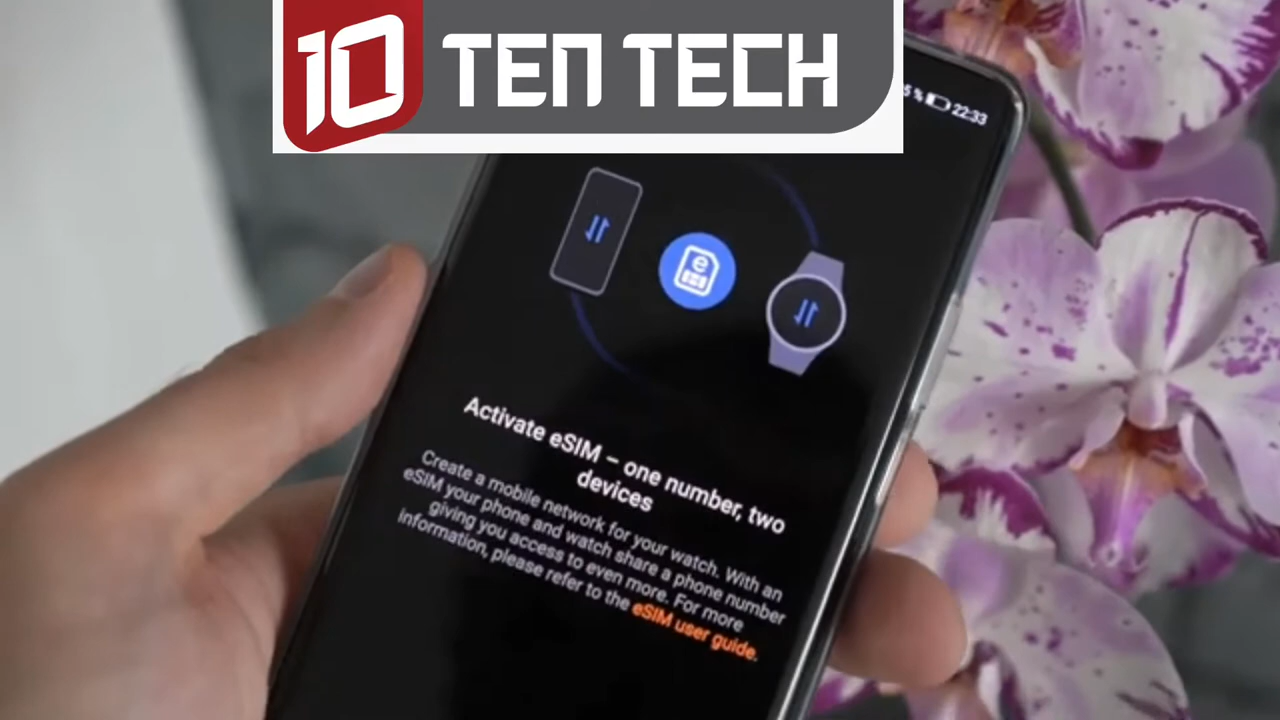 10 TEN TECH
5 % 22:33
e
Activate eSIM – one number, two
devices
Create a mobile network for your watch. With an
eSIM your phone and watch share a phone number
giving you access to even more. For more
information, please refer to the eSIM user guide.